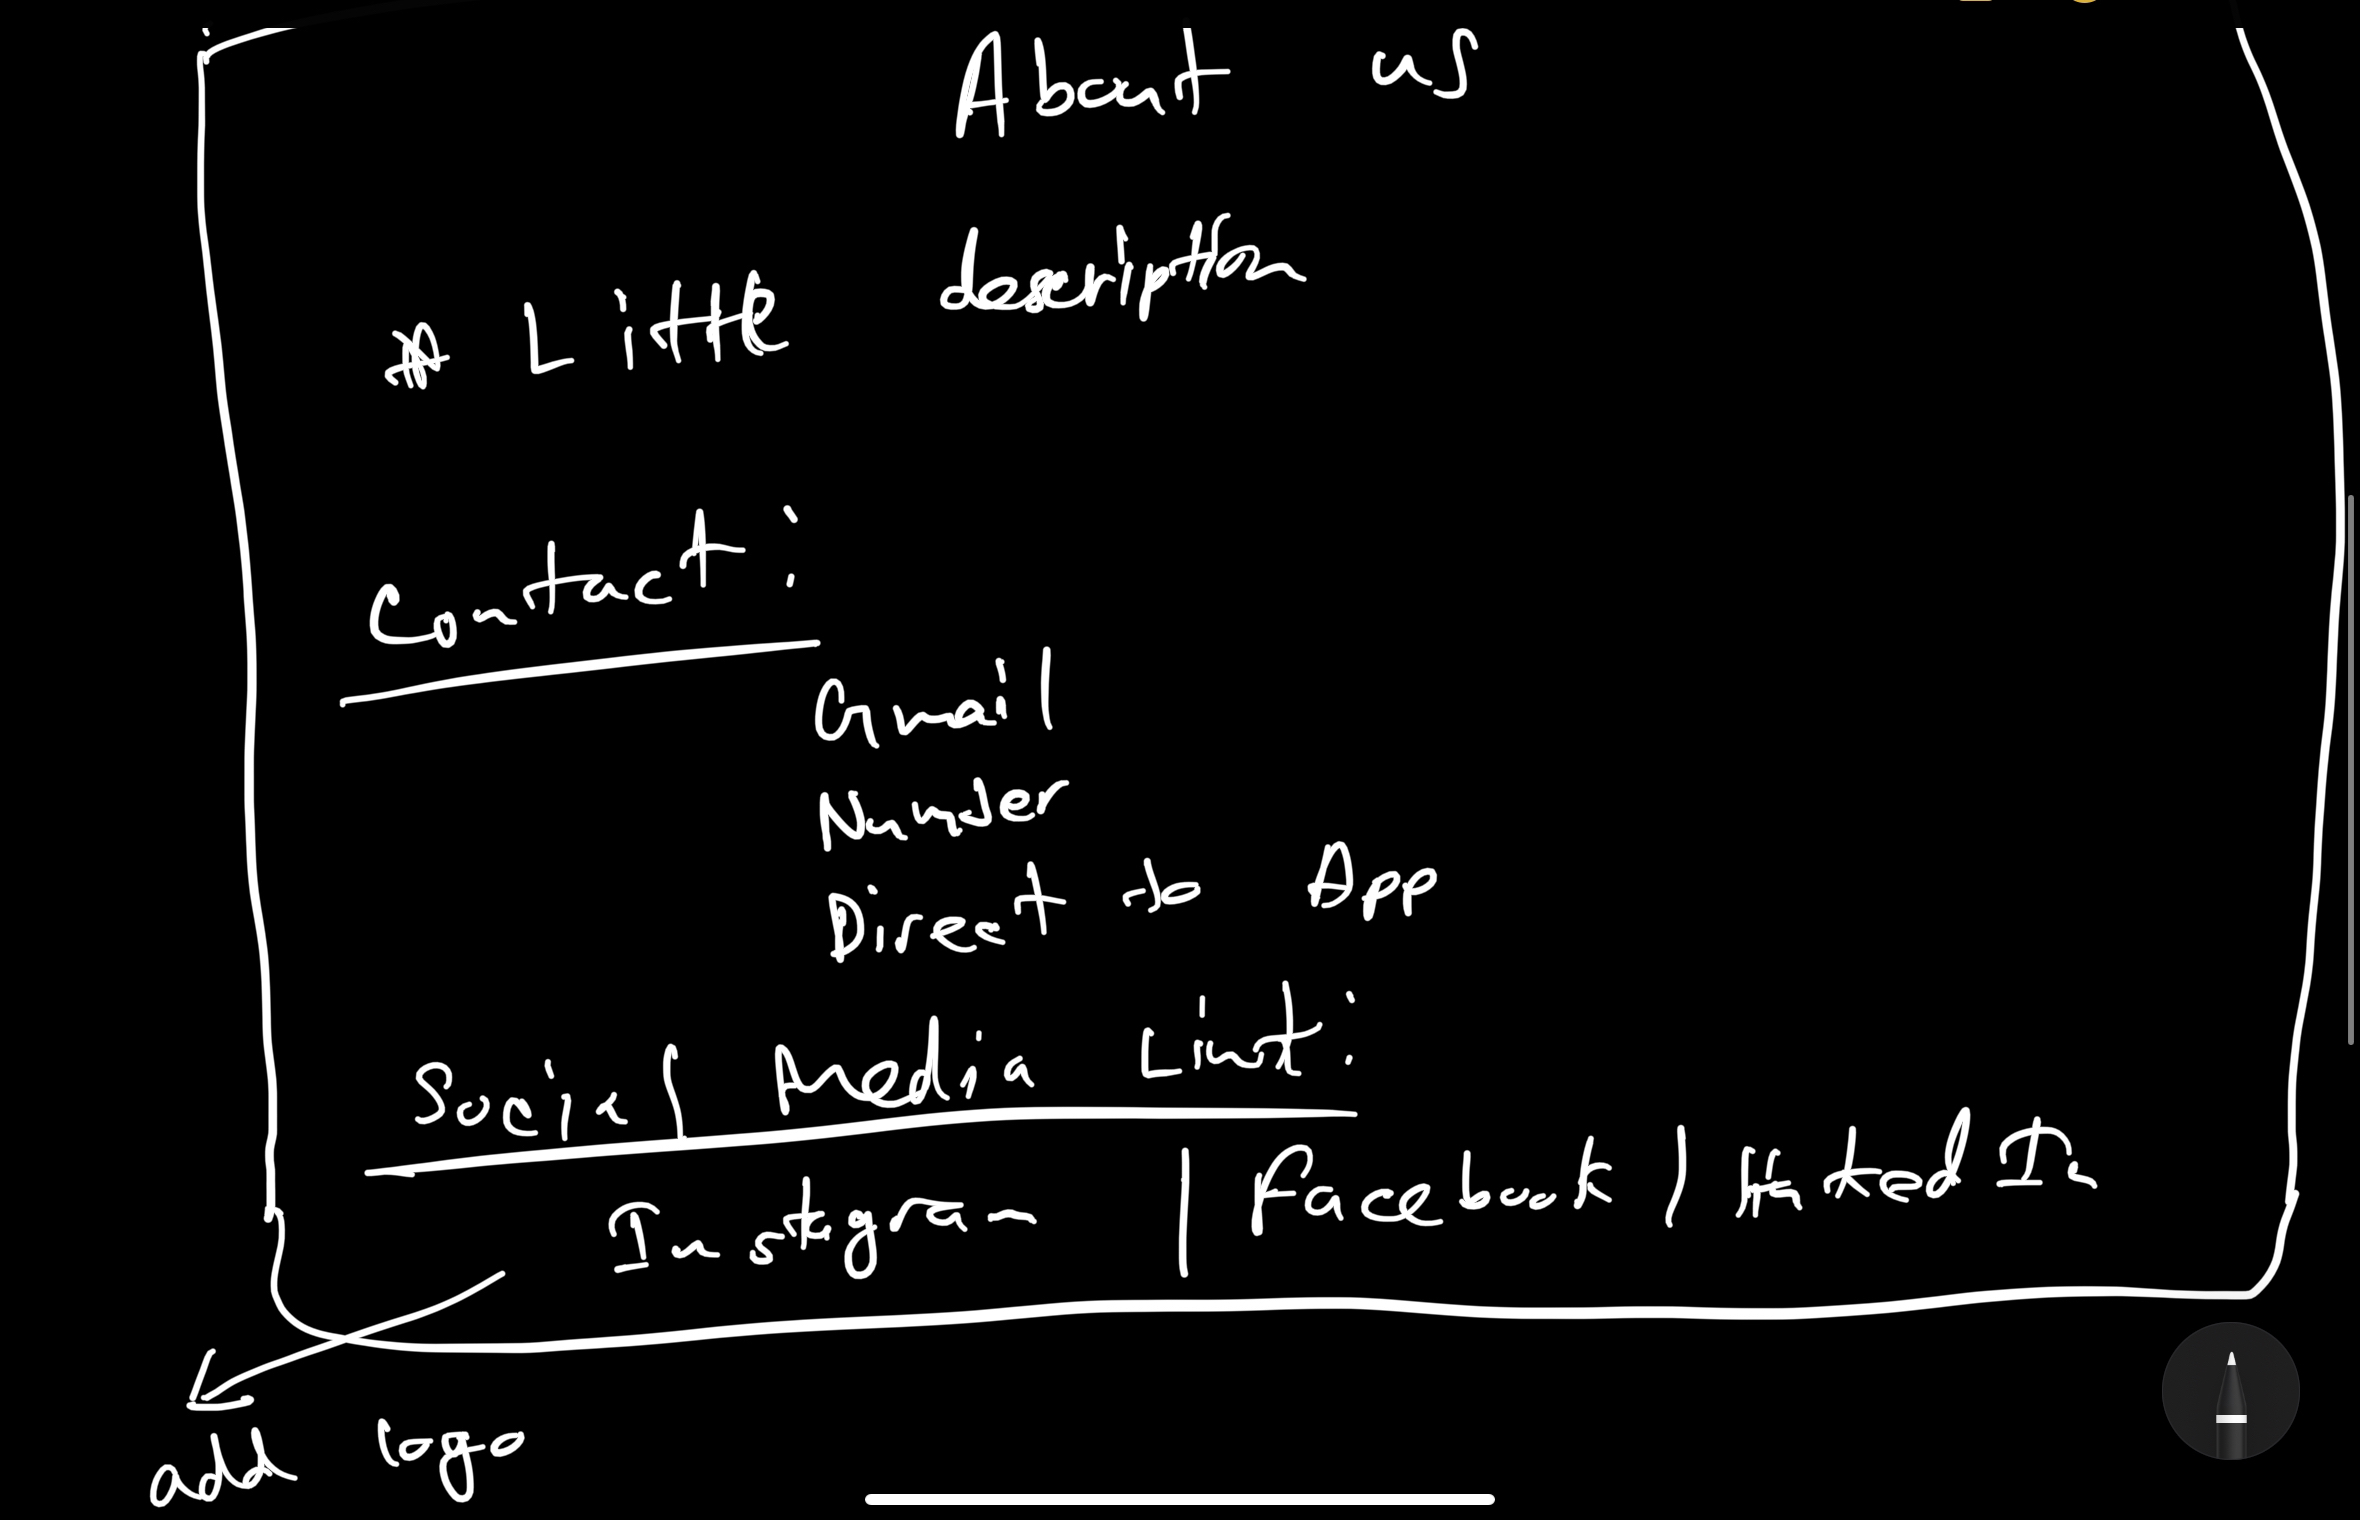 About us
* Little description
Contact:
Gmail
Number
Direct to App
Social Media Link:
Instagram | Facebook | Linked In
add logo